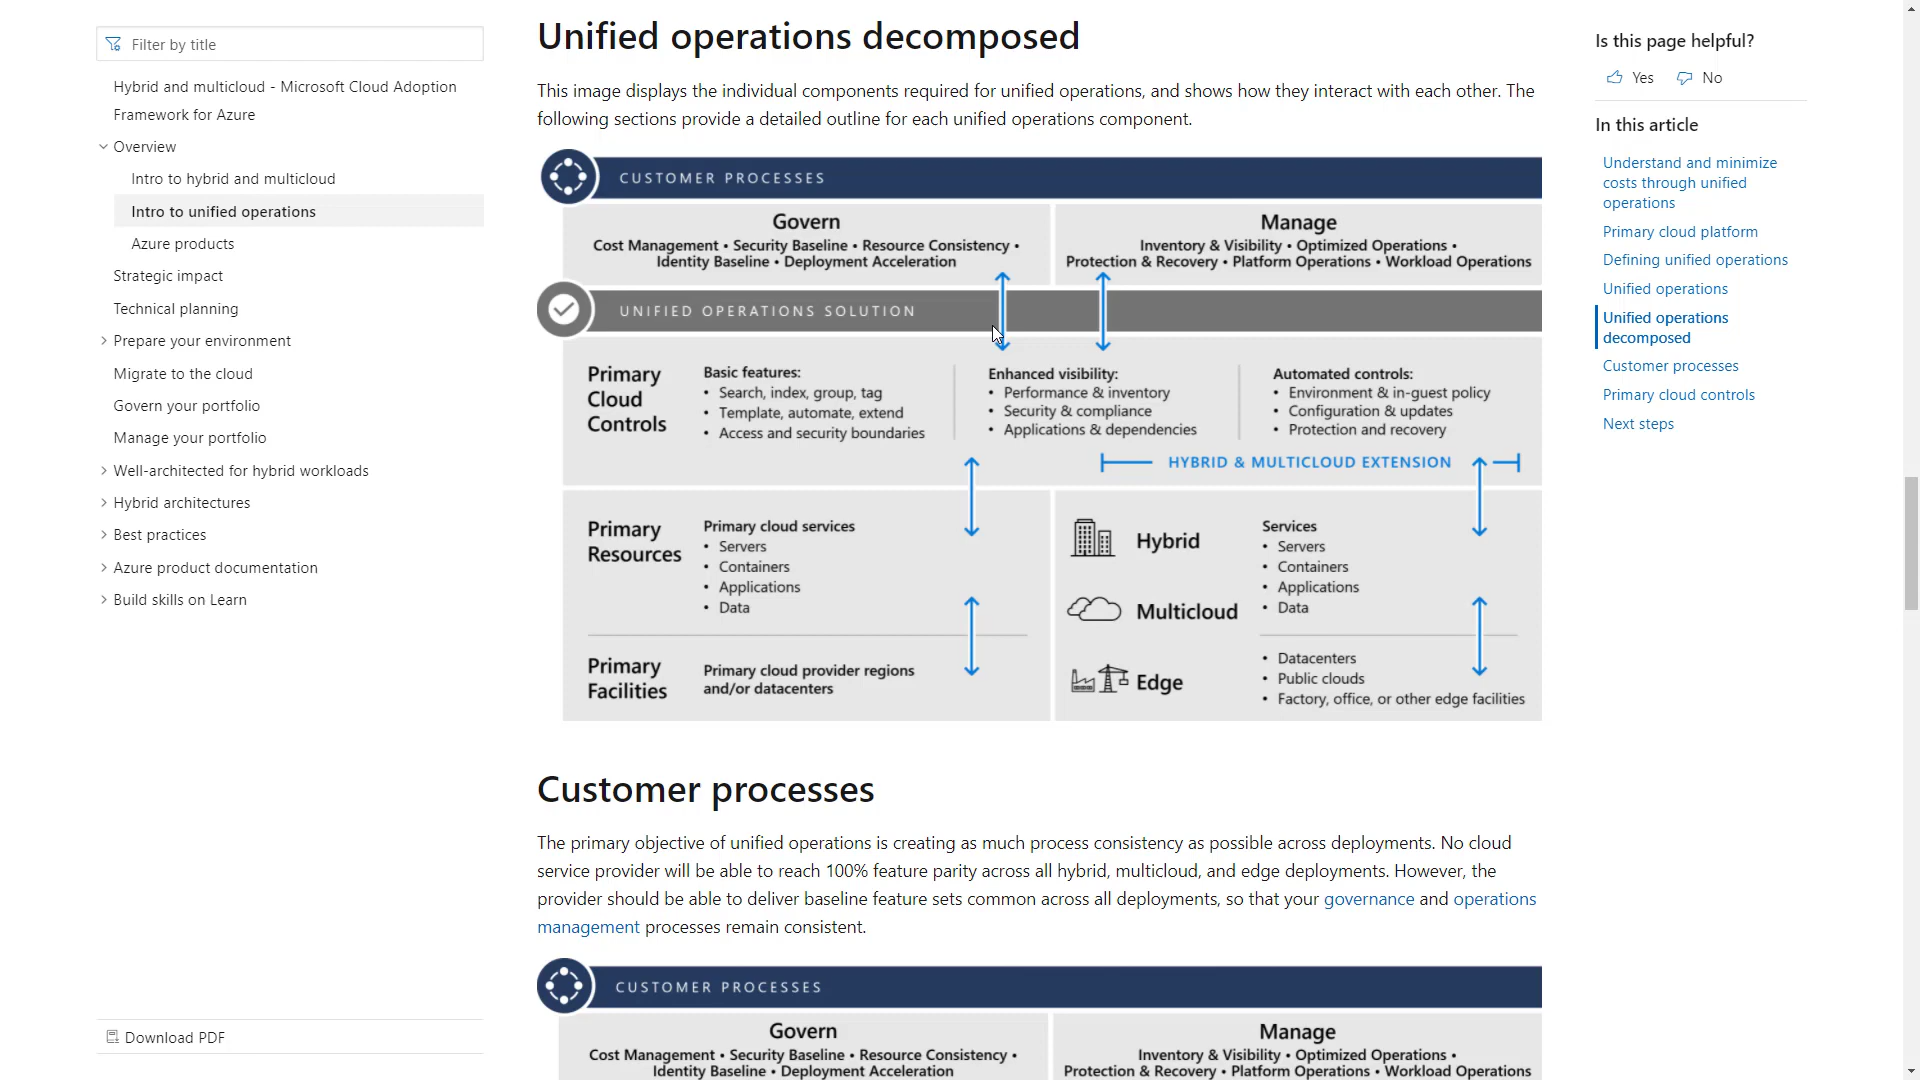 Filter by title
Hybrid and multicloud - Microsoft Cloud Adoption
Framework for Azure
Overview
Intro to hybrid and multicloud
Intro to unified operations
Azure products
Strategic impact
Technical planning
Prepare your environment
Migrate to the cloud
Govern your portfolio
Manage your portfolio
Well-architected for hybrid workloads
Hybrid architectures
Best practices
Azure product documentation
Build skills on Learn
Download PDF
Unified operations decomposed
This image displays the individual components required for unified operations, and shows how they interact with each other. The
following sections provide a detailed outline for each unified operations component.
CUSTOMER PROCESSES
Govern
Cost Management • Security Baseline • Resource Consistency •
Identity Baseline • Deployment Acceleration
Manage
Inventory & Visibility • Optimized Operations •
Protection & Recovery • Platform Operations • Workload Operations
UNIFIED OPERATIONS SOLUTION
Primary
Cloud
Controls
Basic features:
• Search, index, group, tag
• Template, automate, extend
• Access and security boundaries
Enhanced visibility:
• Performance & inventory
• Security & compliance
• Applications & dependencies
Automated controls:
• Environment & in-guest policy
• Configuration & updates
• Protection and recovery
HYBRID & MULTICLOUD EXTENSION
Primary
Resources
Primary cloud services
• Servers
• Containers
• Applications
• Data
Primary
Facilities
Primary cloud provider regions
and/or datacenters
Hybrid
Multicloud
Edge
Services
• Servers
• Containers
• Applications
• Data
• Datacenters
• Public clouds
• Factory, office, or other edge facilities
Customer processes
The primary objective of unified operations is creating as much process consistency as possible across deployments. No cloud
service provider will be able to reach 100% feature parity across all hybrid, multicloud, and edge deployments. However, the
provider should be able to deliver baseline feature sets common across all deployments, so that your governance and operations
management processes remain consistent.
CUSTOMER PROCESSES
Govern
Cost Management • Security Baseline • Resource Consistency •
Identity Baseline • Deployment Acceleration
Manage
Inventory & Visibility • Optimized Operations •
Protection & Recovery • Platform Operations • Workload Operations
Is this page helpful?
Yes No
In this article
Understand and minimize
costs through unified
operations
Primary cloud platform
Defining unified operations
Unified operations
Unified operations
decomposed
Customer processes
Primary cloud controls
Next steps